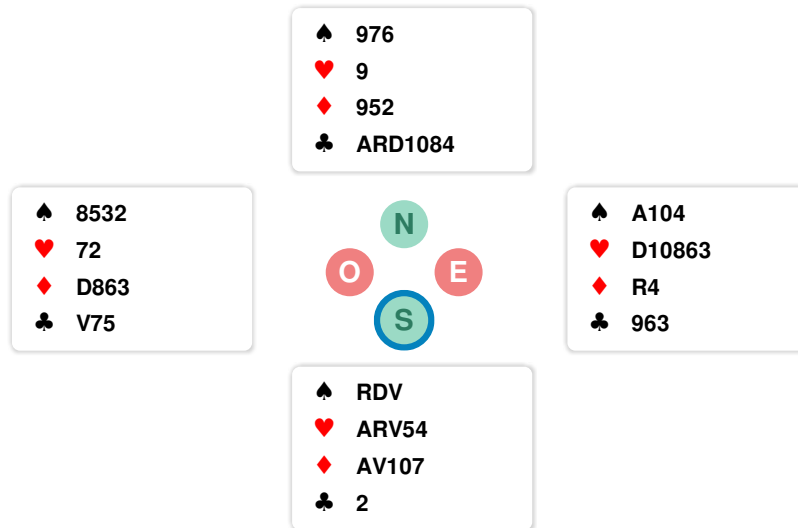 ♠ 976
♥ 9
♦ 952
♣ ARD1084
♠ 8532
♥ 72
♦ D863
♣ V75
N
O E
S
♠ A104
♥ D10863
♦ R4
♣ 963
♠ RDV
♥ ARV54
♦ AV107
♣ 2